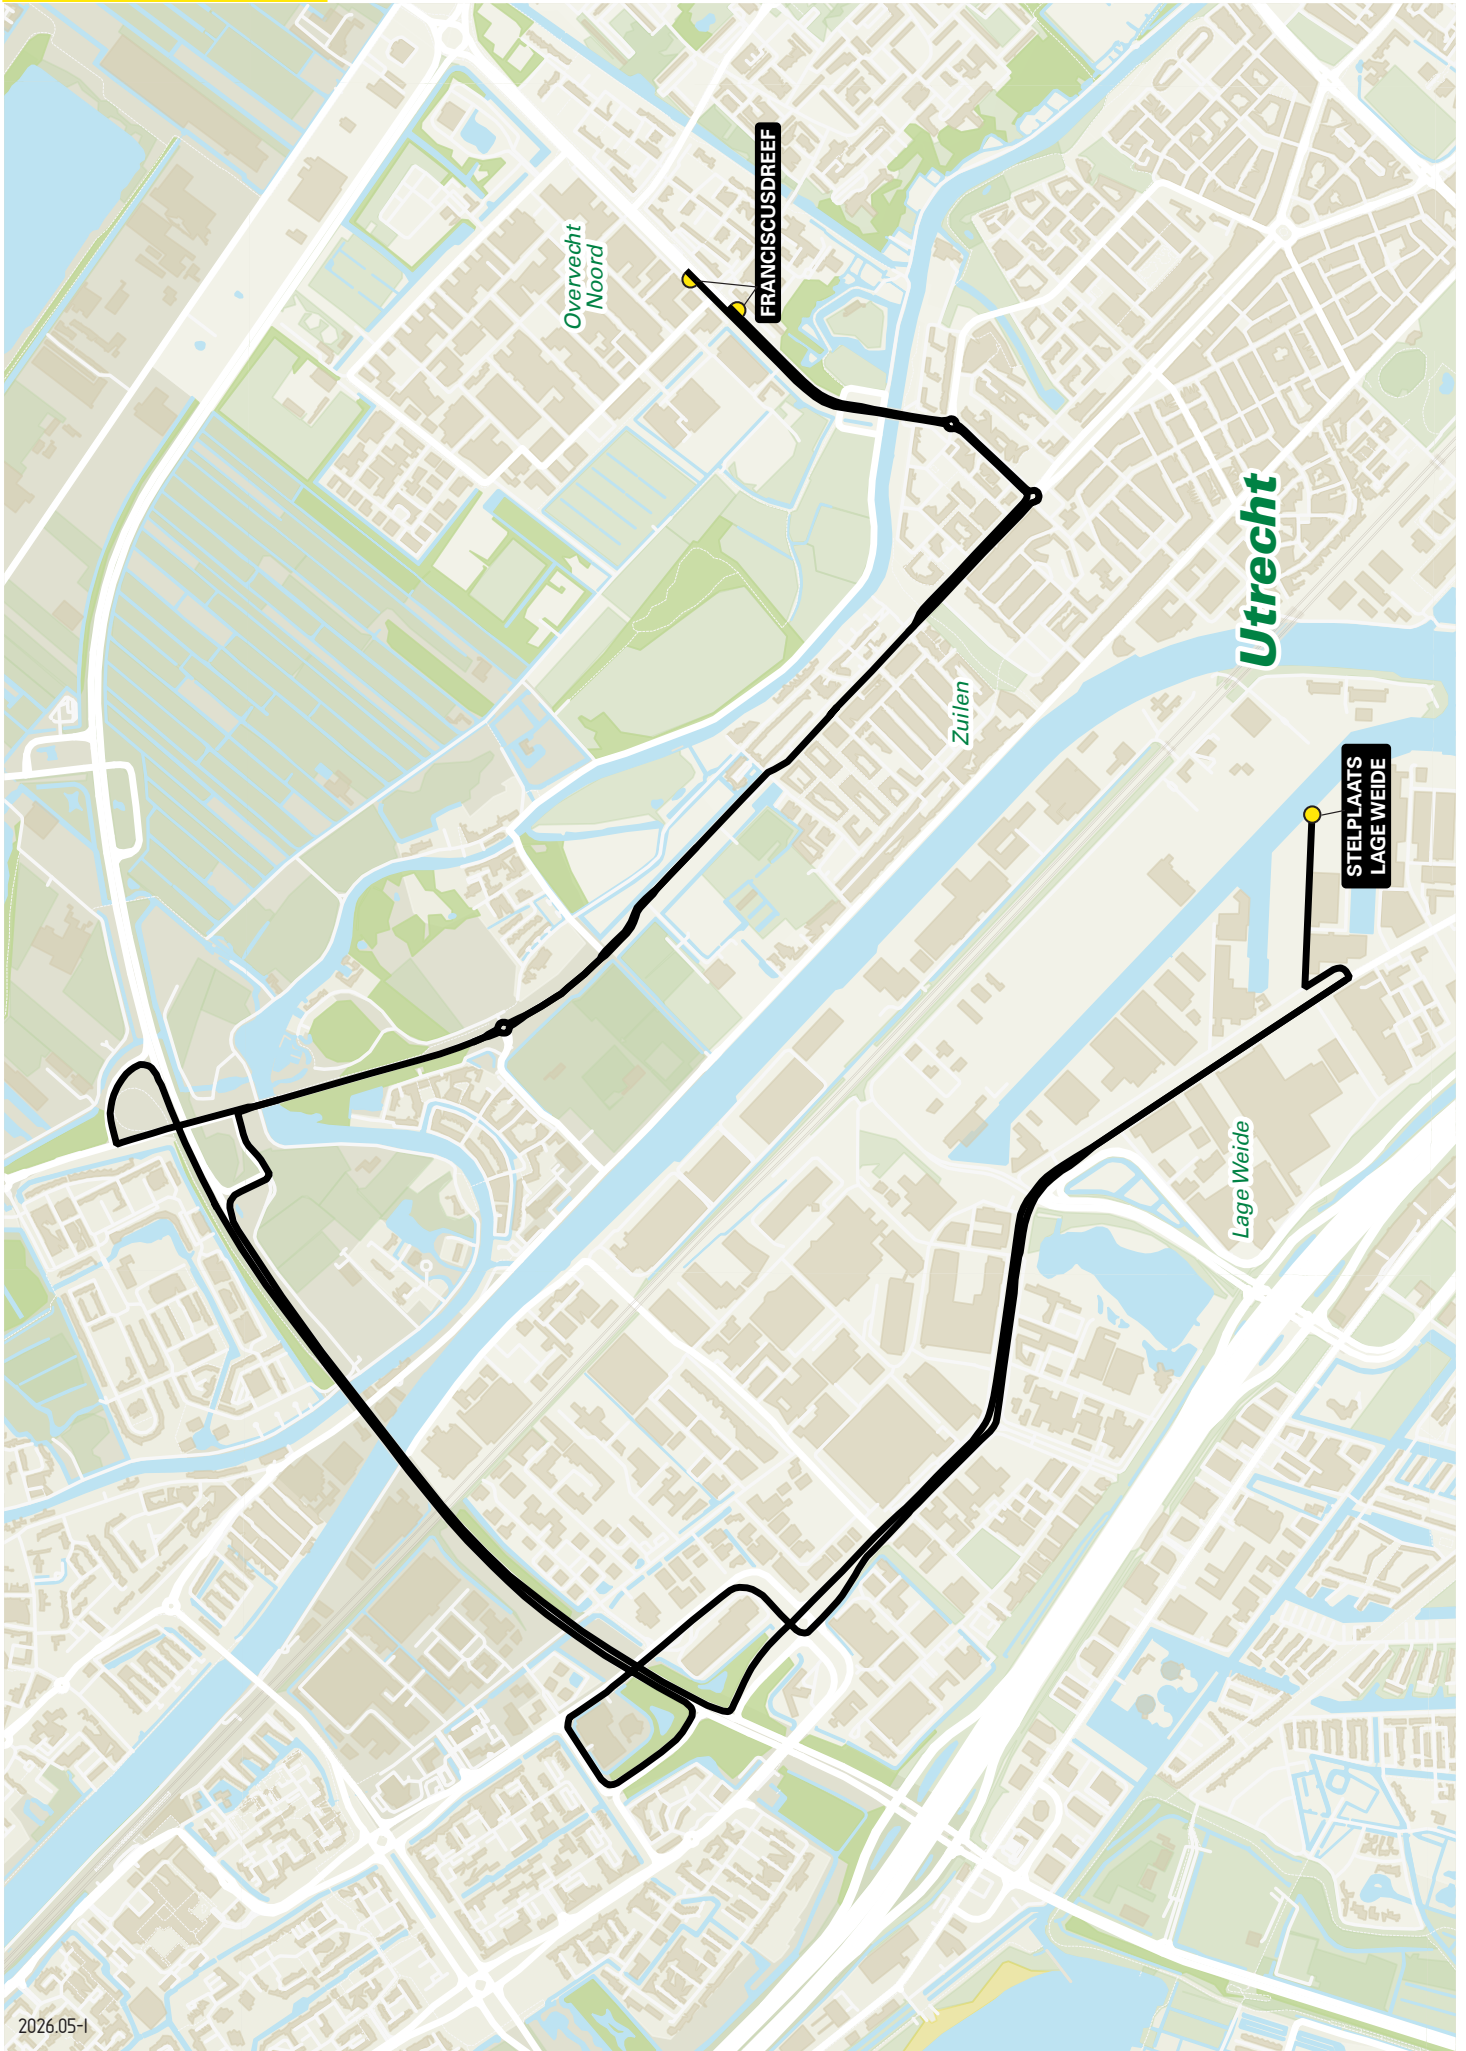 FRANCISCUSDREEF
Overvecht
Noord
Utrecht
Zuilen
STELPLAATS
LAGE WEIDE
Lage Weide
2026.05-I